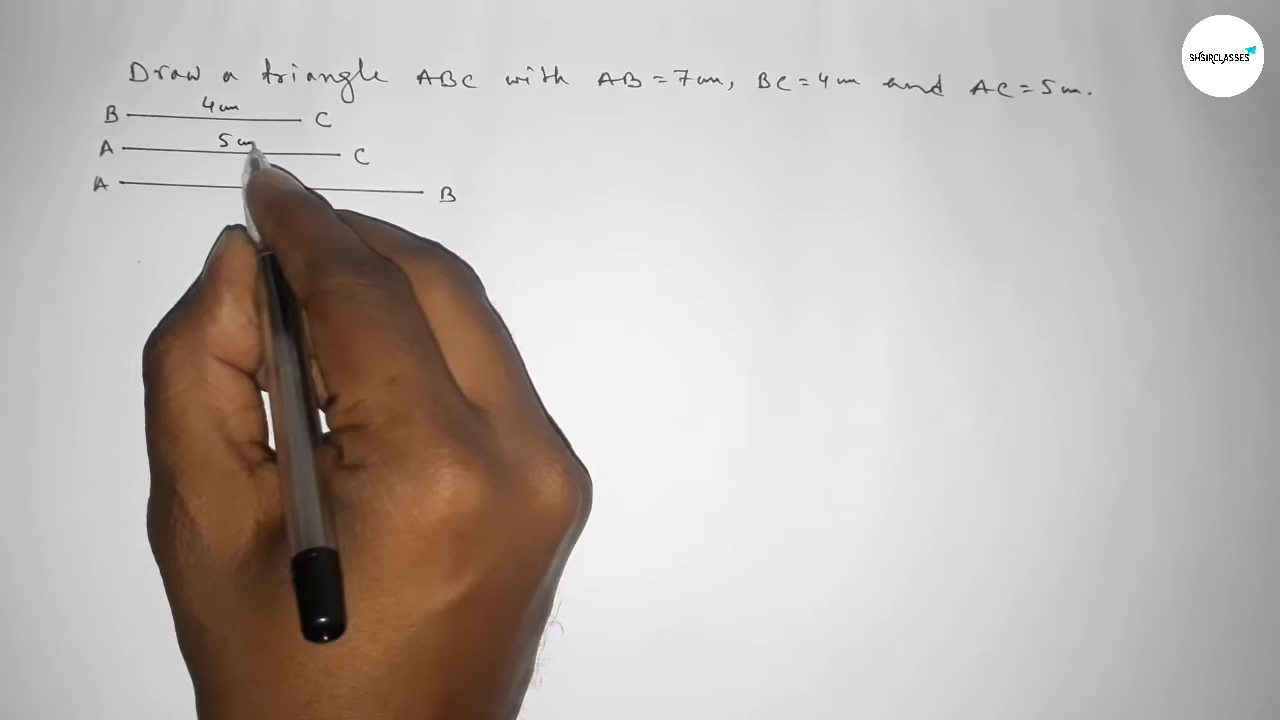 Draw a triangle ABC with AB = 7cm, BC = 4cm and AC = 5cm.
B 4cm C
A 5cm C
A B
SHSIRCLASSES